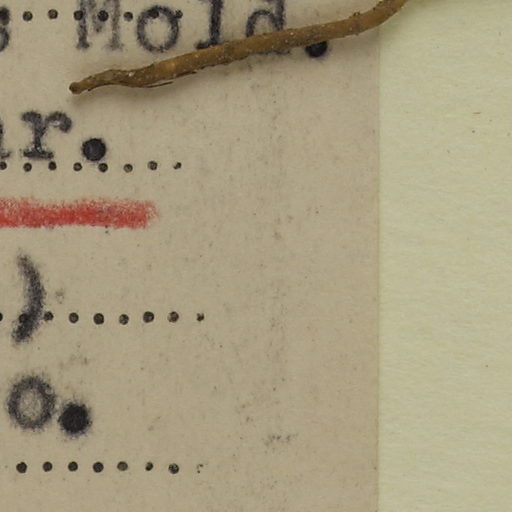 s Mold.
ar.
)
o.